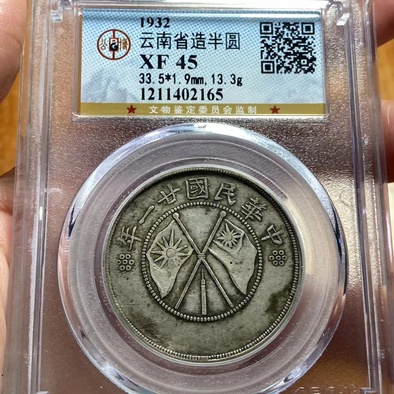 1932
云南省造半圆
XF 45
33.5*1.9mm,13.3g
1211402165
文物鉴定委员会监制
年一廿國民華中